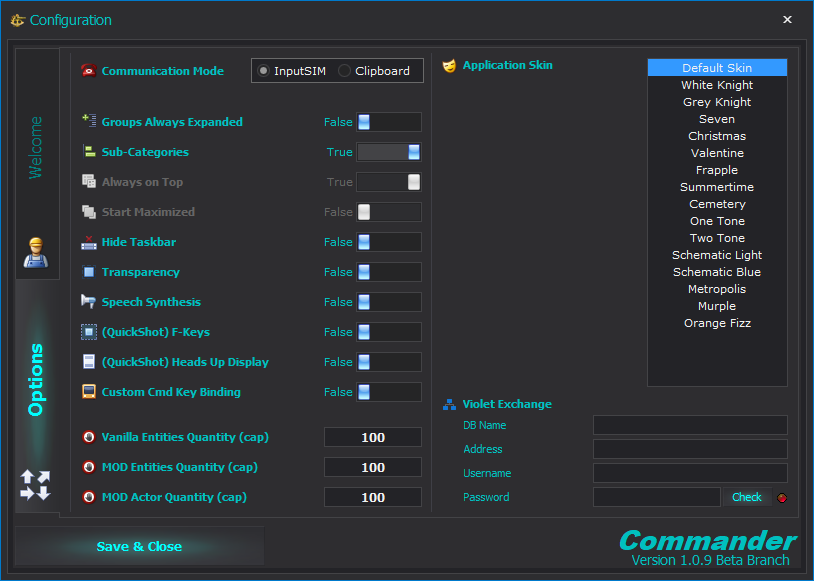 Configuration
Welcome
Options
Communication Mode
InputSIM
Clipboard
Groups Always Expanded
False
Sub-Categories
True
Always on Top
True
Start Maximized
False
Hide Taskbar
False
Transparency
False
Speech Synthesis
False
(QuickShot) F-Keys
False
(QuickShot) Heads Up Display
False
Custom Cmd Key Binding
False
Vanilla Entities Quantity (cap)
100
MOD Entities Quantity (cap)
100
MOD Actor Quantity (cap)
100
Application Skin
Default Skin
White Knight
Grey Knight
Seven
Christmas
Valentine
Frapple
Summertime
Cemetery
One Tone
Two Tone
Schematic Light
Schematic Blue
Metropolis
Murple
Orange Fizz
Violet Exchange
DB Name
Address
Username
Password
Check
Save & Close
Commander
Version 1.0.9 Beta Branch